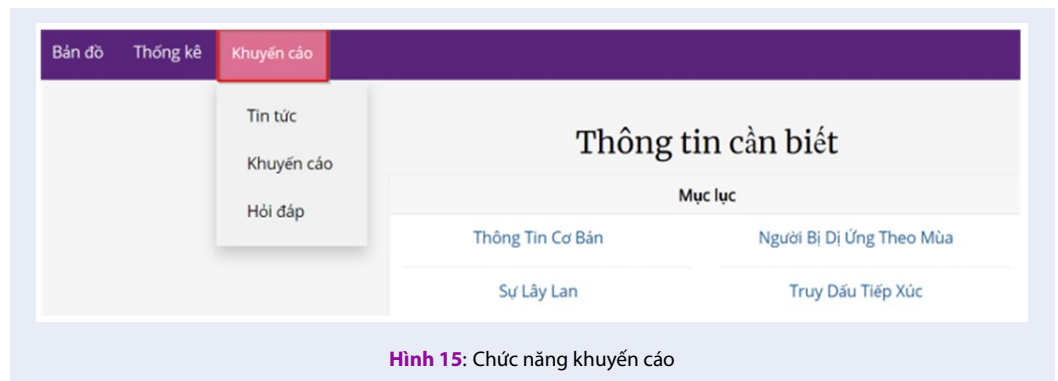 Bản đồ Thống kê Khuyến cáo
Tin tức
Khuyến cáo
Hỏi đáp
Thông tin cần biết
Mục lục
Thông Tin Cơ Bản Người Bị Dị Ứng Theo Mùa
Sự Lây Lan Truy Dấu Tiếp Xúc
Hình 15: Chức năng khuyến cáo